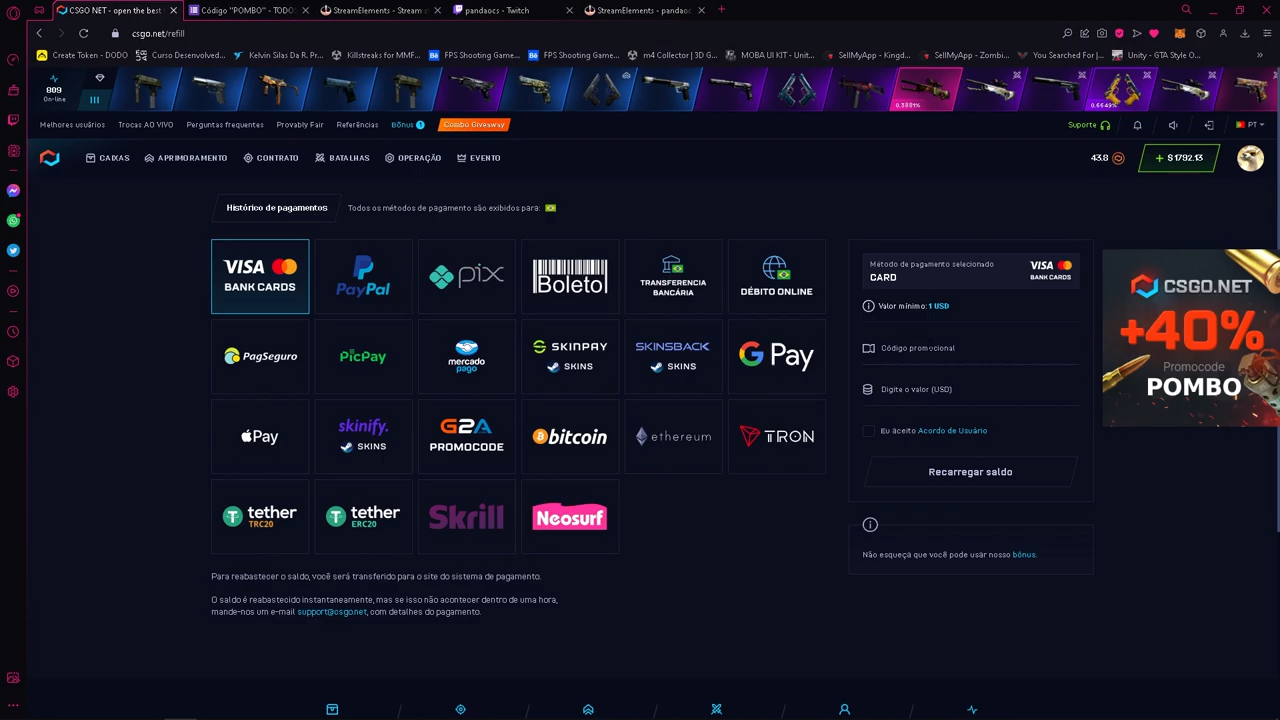 CSGO NET - open the best
Código "POMBO" - TODO
StreamElements - Stream
pandaocs - Twitch
StreamElements - pandaoc
csgo.net/refill
Create Token - DODO
Curso Desenvolved...
Kelvin Silas Da R. Pr...
Killstreaks for MMF...
FPS Shooting Game...
FPS Shooting Game...
m4 Collector | 3D G...
MOBA UI KIT - Unit...
SellMyApp - Kingd...
SellMyApp - Zombi...
You Searched For |...
Unity - GTA Style O...
809
On-line
0,3881%
0,6649%
Melhores usuários
Trocas AO VIVO
Perguntas frequentes
Provably Fair
Referências
Bônus
Combo Giveaway
Suporte
PT
CAIXAS
APRIMORAMENTO
CONTRATO
BATALHAS
OPERAÇÃO
EVENTO
43.8
+ $ 1792.13
Histórico de pagamentos
Todos os métodos de pagamento são exibidos para:
VISA
BANK CARDS
PayPal
pix
Boleto
TRANSFERENCIA
BANCÁRIA
DÉBITO ONLINE
PagSeguro
PicPay
mercado
pago
SKINPAY
SKINS
SKINSBACK
SKINS
G Pay
Pay
skinify.
SKINS
G2A
PROMOCODE
bitcoin
ethereum
TRON
tether
TRC20
tether
ERC20
Skrill
Neosurf
Método de pagamento selecionado
CARD
VISA
BANK CARDS
Valor mínimo: 1 USD
Código promocional
Digite o valor (USD)
Eu aceito Acordo de Usuário
Recarregar saldo
Não esqueça que você pode usar nosso bônus.
CSGO.NET
+40%
Promocode
POMBO
Para reabastecer o saldo, você será transferido para o site do sistema de pagamento.
O saldo é reabastecido instantaneamente, mas se isso não acontecer dentro de uma hora,
mande-nos um e-mail support@csgo.net, com detalhes do pagamento.